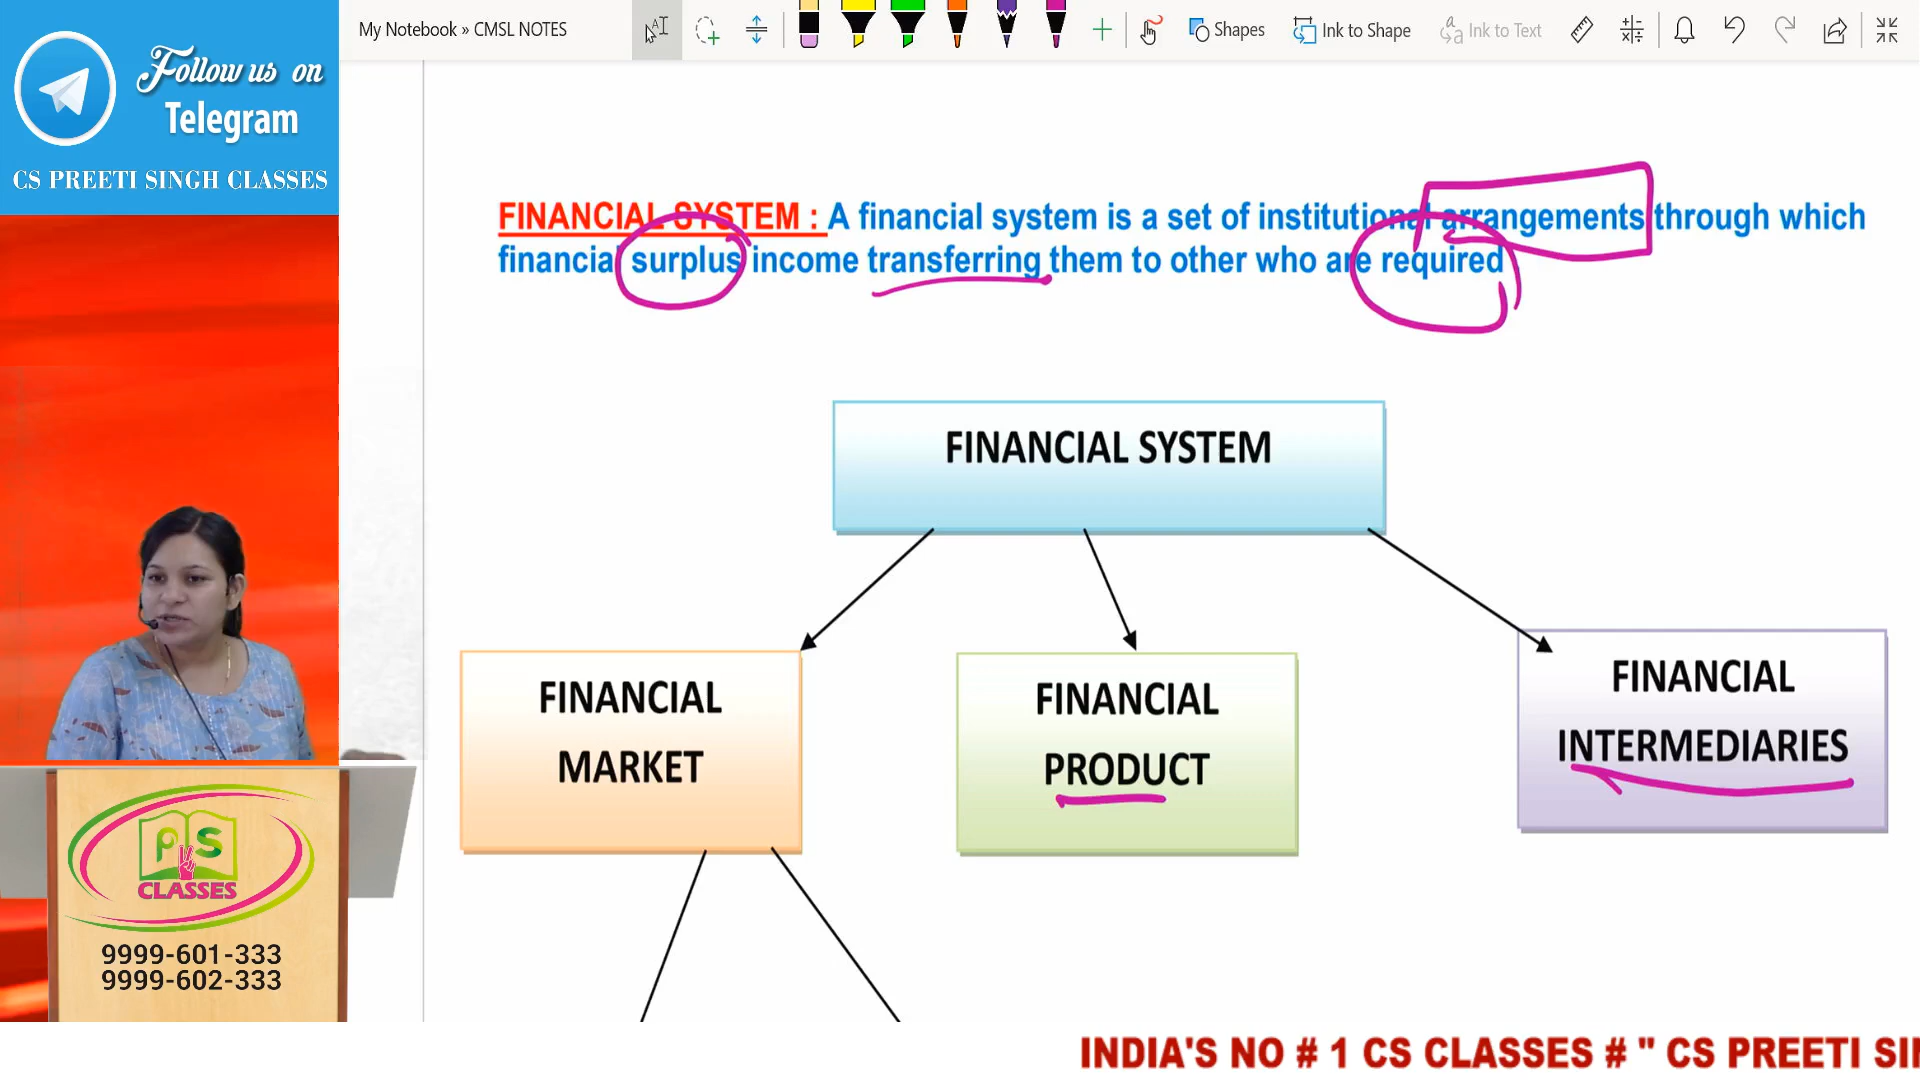 Follow us on
Telegram
CS PREETI SINGH CLASSES
My Notebook » CMSL NOTES
Shapes
Ink to Shape
Ink to Text
FINANCIAL SYSTEM : A financial system is a set of institutional arrangements through which
financial surplus income transferring them to other who are required
FINANCIAL SYSTEM
FINANCIAL
MARKET
FINANCIAL
PRODUCT
FINANCIAL
INTERMEDIARIES
PS
CLASSES
9999-601-333
9999-602-333
INDIA'S NO # 1 CS CLASSES # " CS PREETI